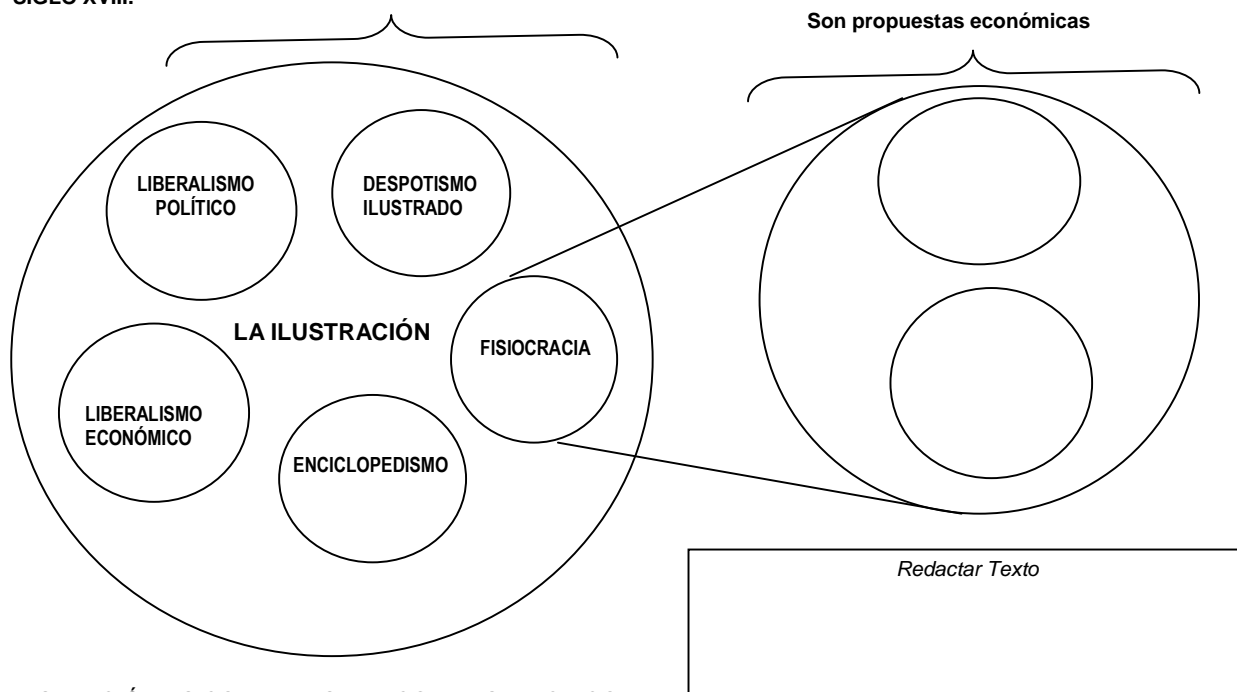 SIGLO XVIII.
Son propuestas económicas
LIBERALISMO
POLÍTICO
DESPOTISMO
ILUSTRADO
LA ILUSTRACIÓN
FISIOCRACIA
LIBERALISMO
ECONÓMICO
ENCICLOPEDISMO
Redactar Texto